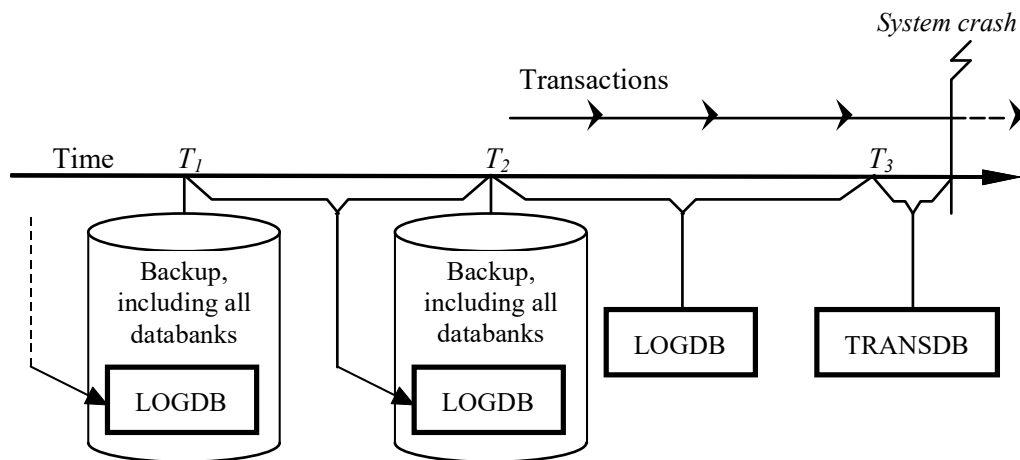 System crash
Transactions
Time
T1
T2
T3
Backup,
including all
databanks
LOGDB
Backup,
including all
databanks
LOGDB
LOGDB
TRANSDB